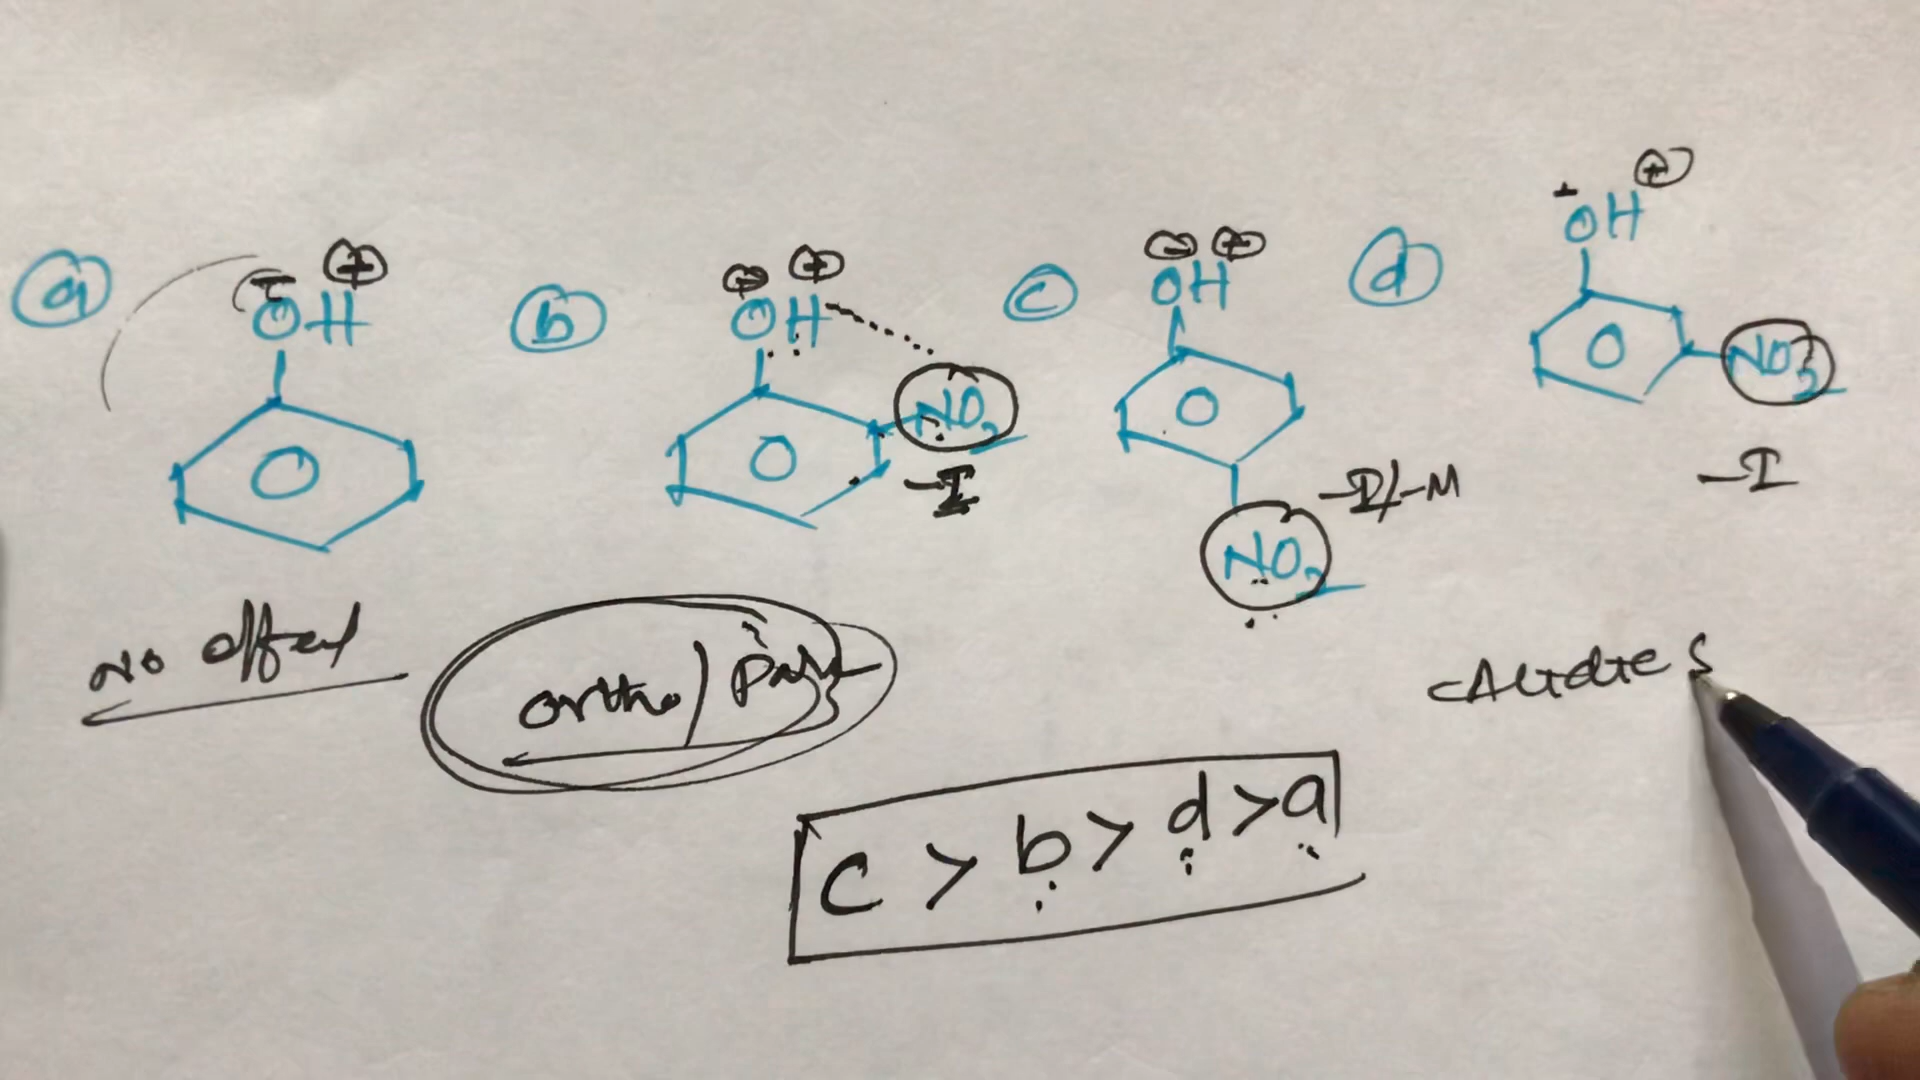 a
OH
b
OH
NO2
-I
c
OH
NO2
-I/-M
d
OH
NO2
-I
No effect
ortho/Para
c > b > d > a